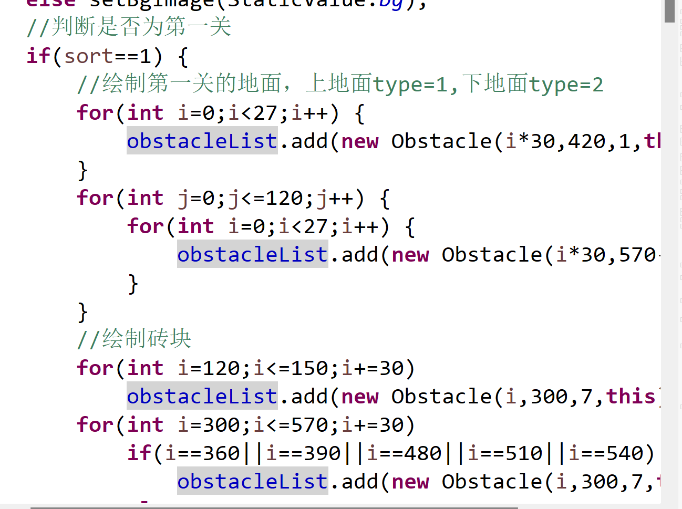 else setBgImage(StaticValue.bg);
//判断是否为第一关
if(sort==1) {
//绘制第一关的地面，上地面type=1,下地面type=2
for(int i=0;i<27;i++) {
obstacleList.add(new Obstacle(i*30,420,1,th
}
for(int j=0;j<=120;j++) {
for(int i=0;i<27;i++) {
obstacleList.add(new Obstacle(i*30,570-
}
}
//绘制砖块
for(int i=120;i<=150;i+=30)
obstacleList.add(new Obstacle(i,300,7,this)
for(int i=300;i<=570;i+=30)
if(i==360||i==390||i==480||i==510||i==540)
obstacleList.add(new Obstacle(i,300,7,t